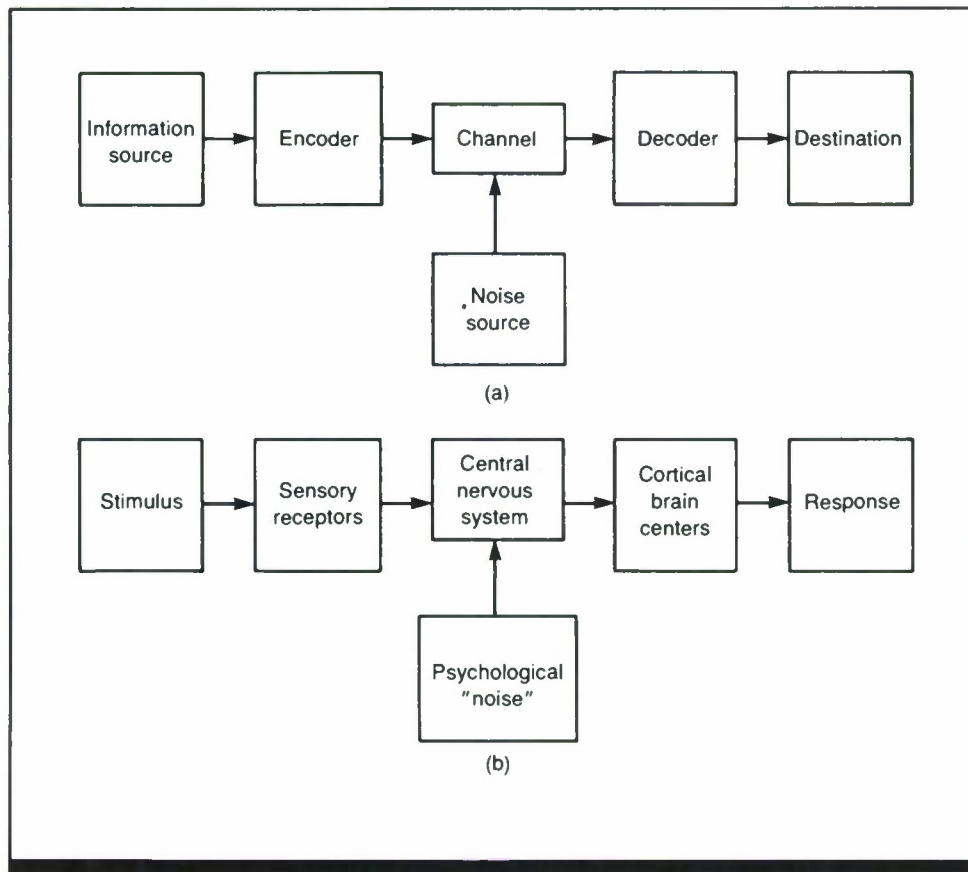 Information
source
Encoder
Channel
Decoder
Destination
Noise
source
(a)
Stimulus
Sensory
receptors
Central
nervous
system
Cortical
brain
centers
Response
Psychological
"noise"
(b)